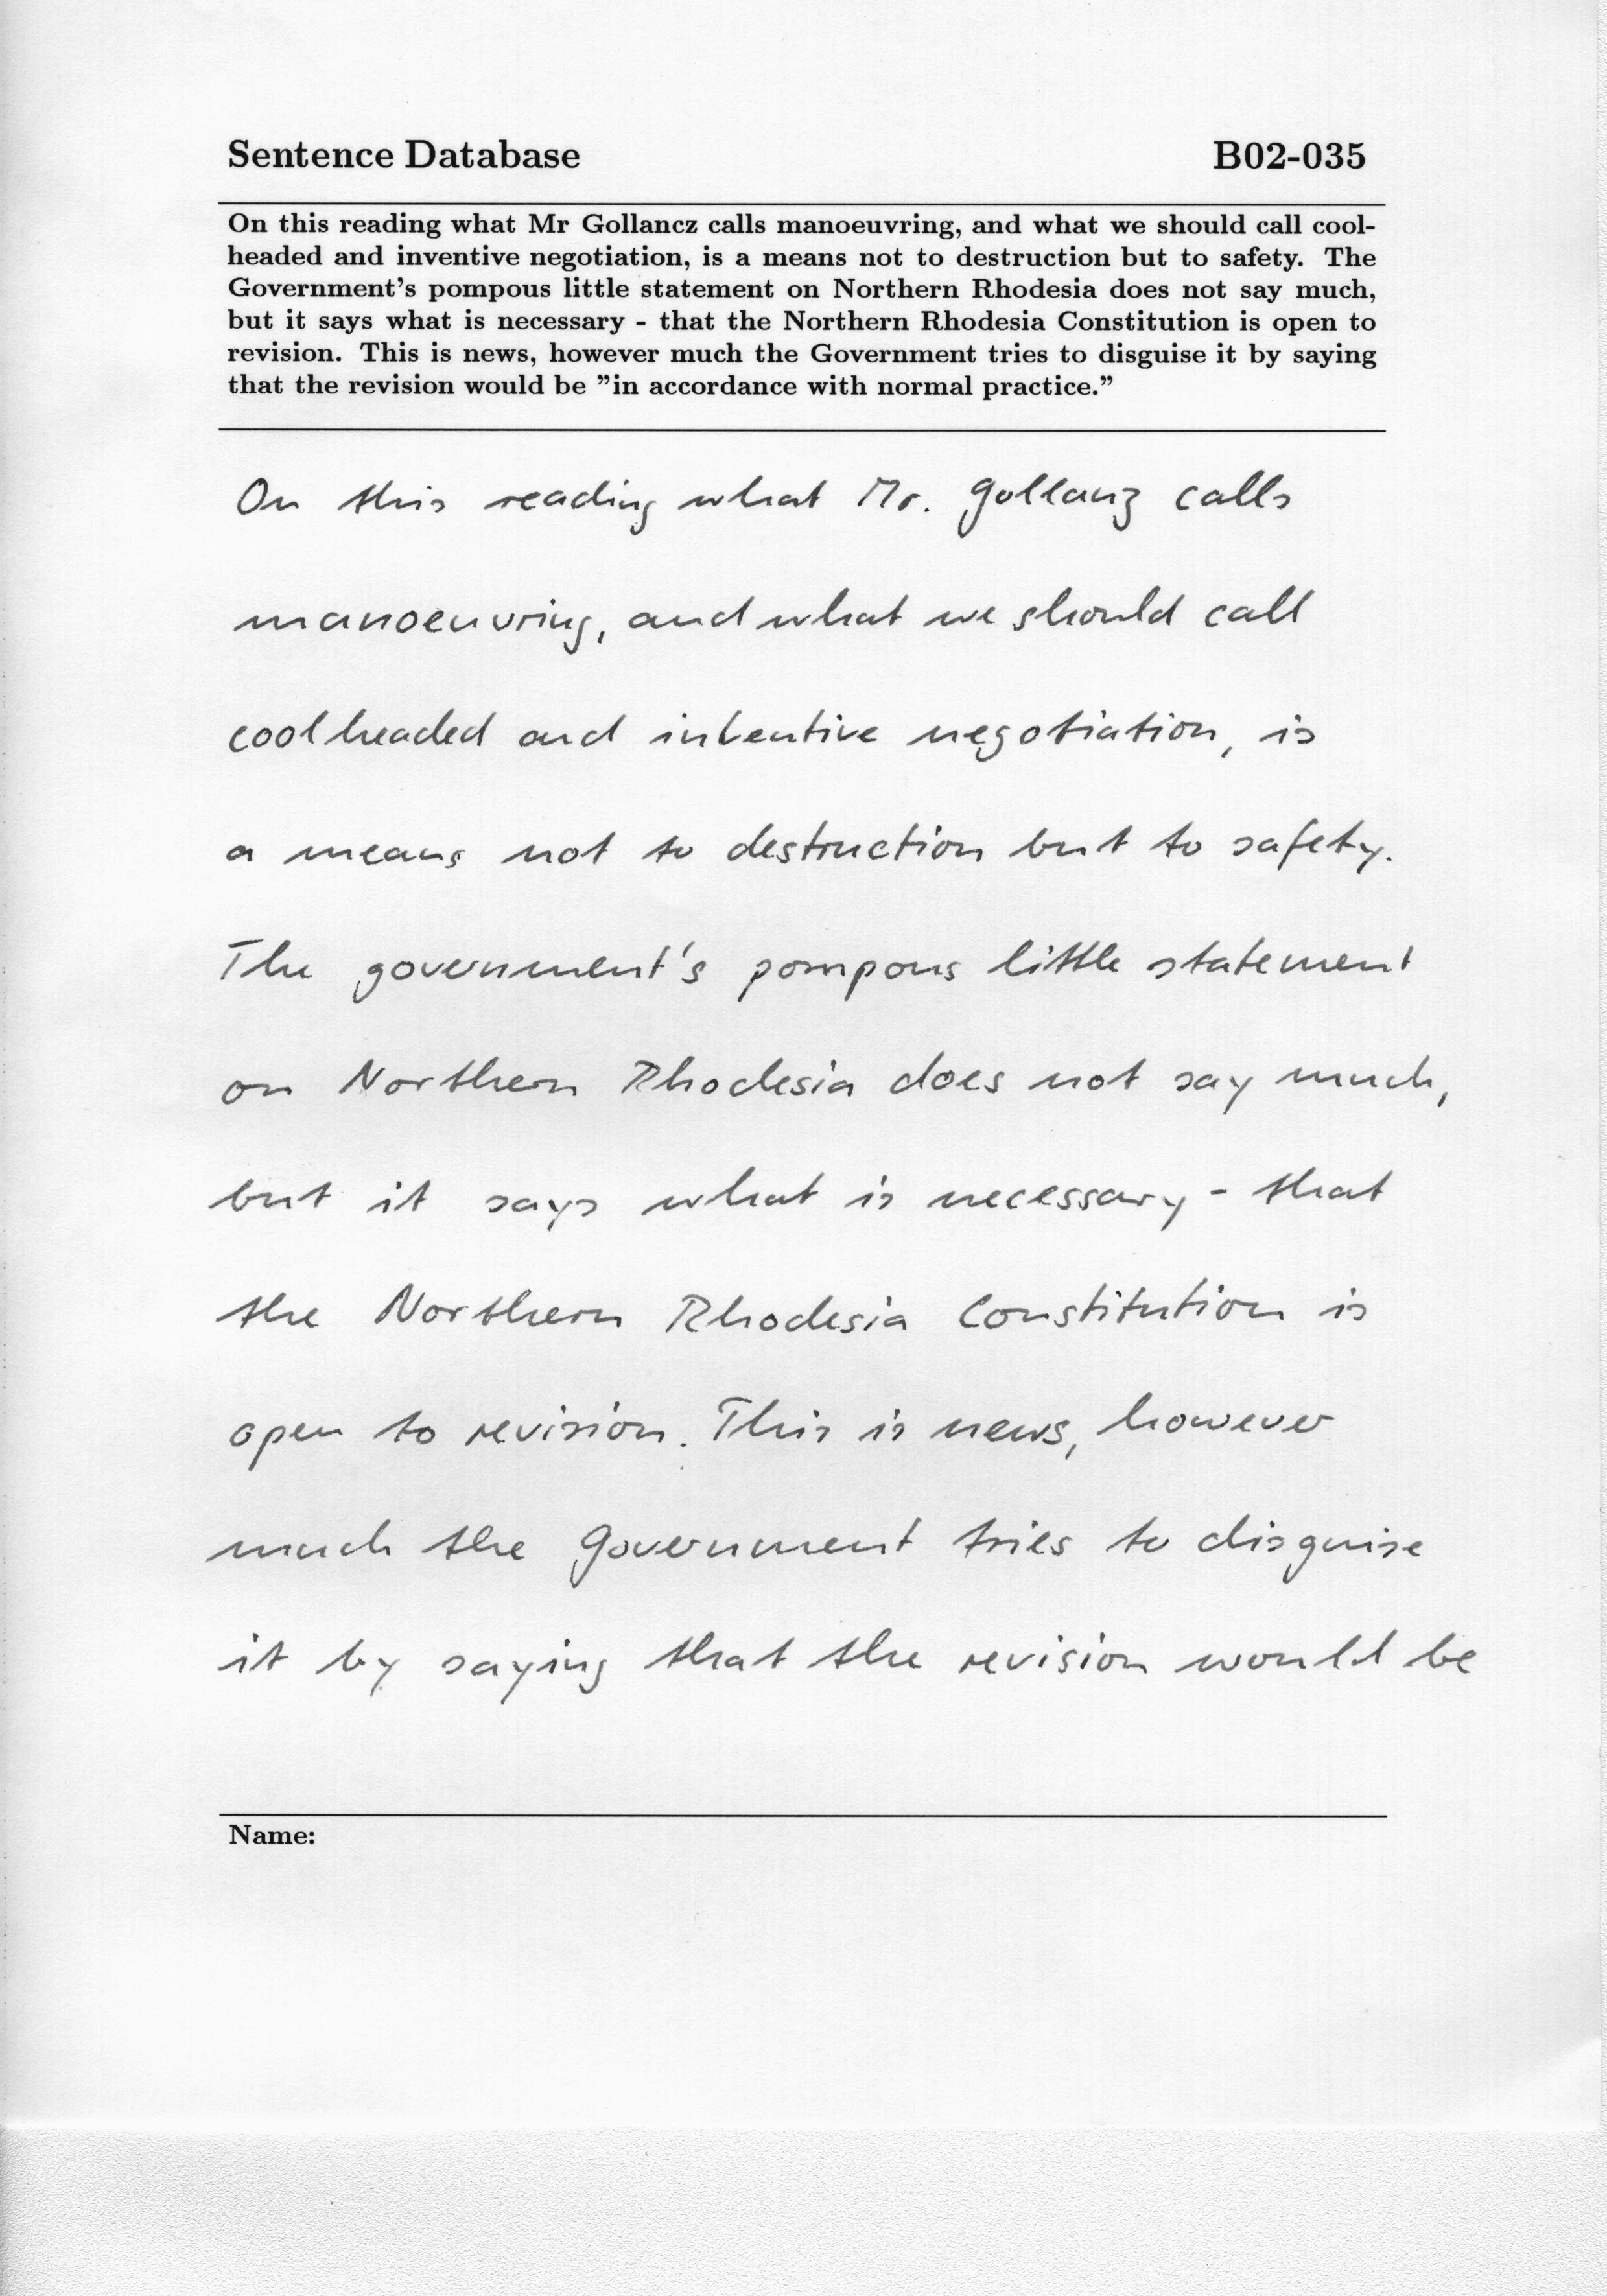 Sentence Database B02-035
On this reading what Mr Gollancz calls manoeuvring, and what we should call cool-
headed and inventive negotiation, is a means not to destruction but to safety. The
Government's pompous little statement on Northern Rhodesia does not say much,
but it says what is necessary - that the Northern Rhodesia Constitution is open to
revision. This is news, however much the Government tries to disguise it by saying
that the revision would be ”in accordance with normal practice.”
On this reading what Mr. Gollanz calls
manoeuvring, and what we should call
coolheaded and inventive negotiation, is
a means not to destruction but to safety.
The government's pompous little statement
on Northern Rhodesia does not say much,
but it says what is necessary - that
the Northern Rhodesia Constitution is
open to revision. This is news, however
much the Government tries to disguise
it by saying that the revision would be
Name: